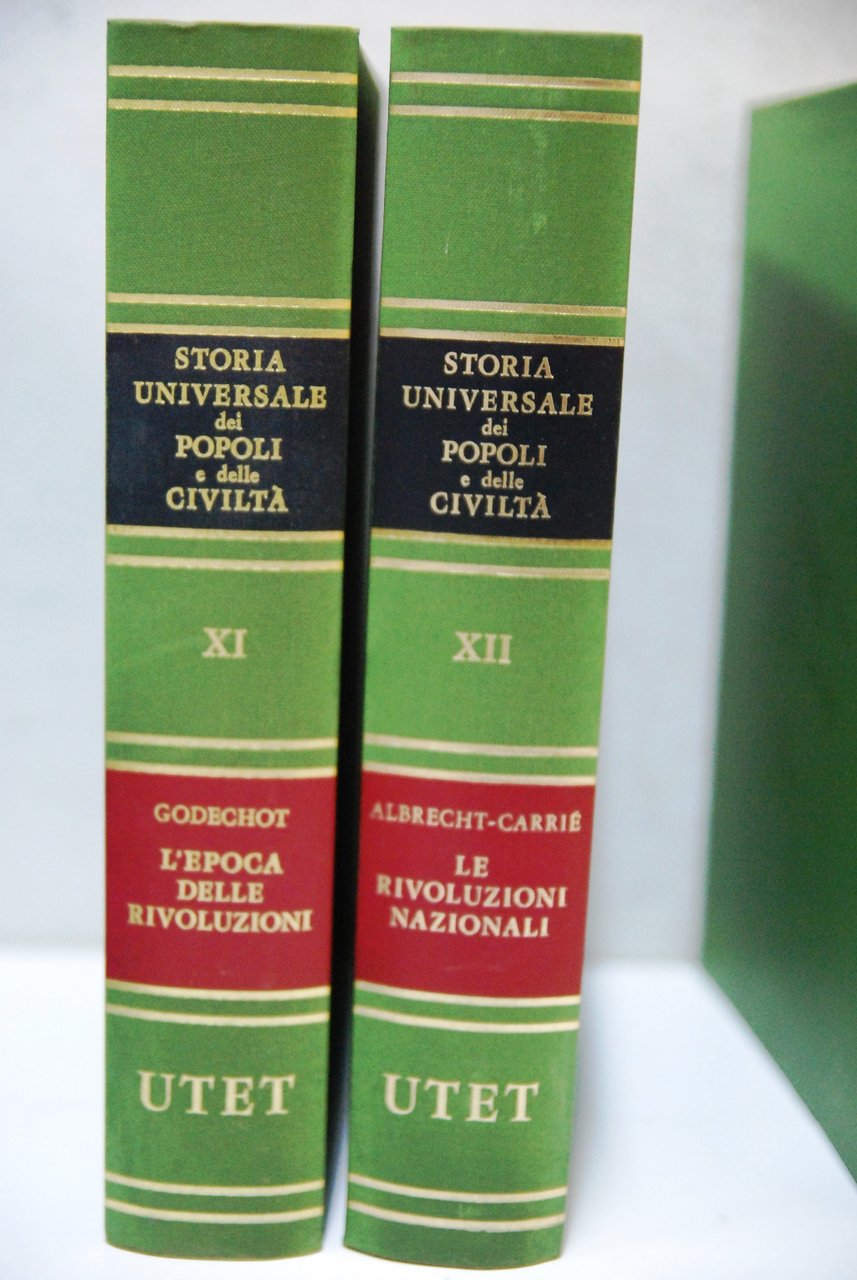 STORIA
UNIVERSALE
dei
POPOLI
e delle
CIVILTÀ
XI
GODECHOT
L'EPOCA
DELLE
RIVOLUZIONI
UTET
STORIA
UNIVERSALE
dei
POPOLI
e delle
CIVILTÀ
XII
ALBRECHT-CARRIÉ
LE
RIVOLUZIONI
NAZIONALI
UTET